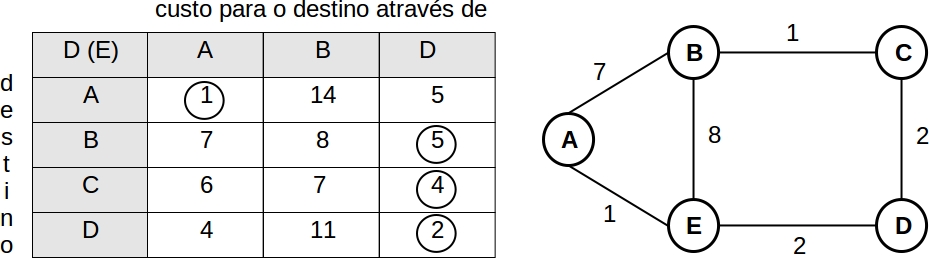 custo para o destino através de
destino
D (E) A B D
A 1 14 5
B 7 8 5
C 6 7 4
D 4 11 2
A B C D E
7
1
8
2
1
2